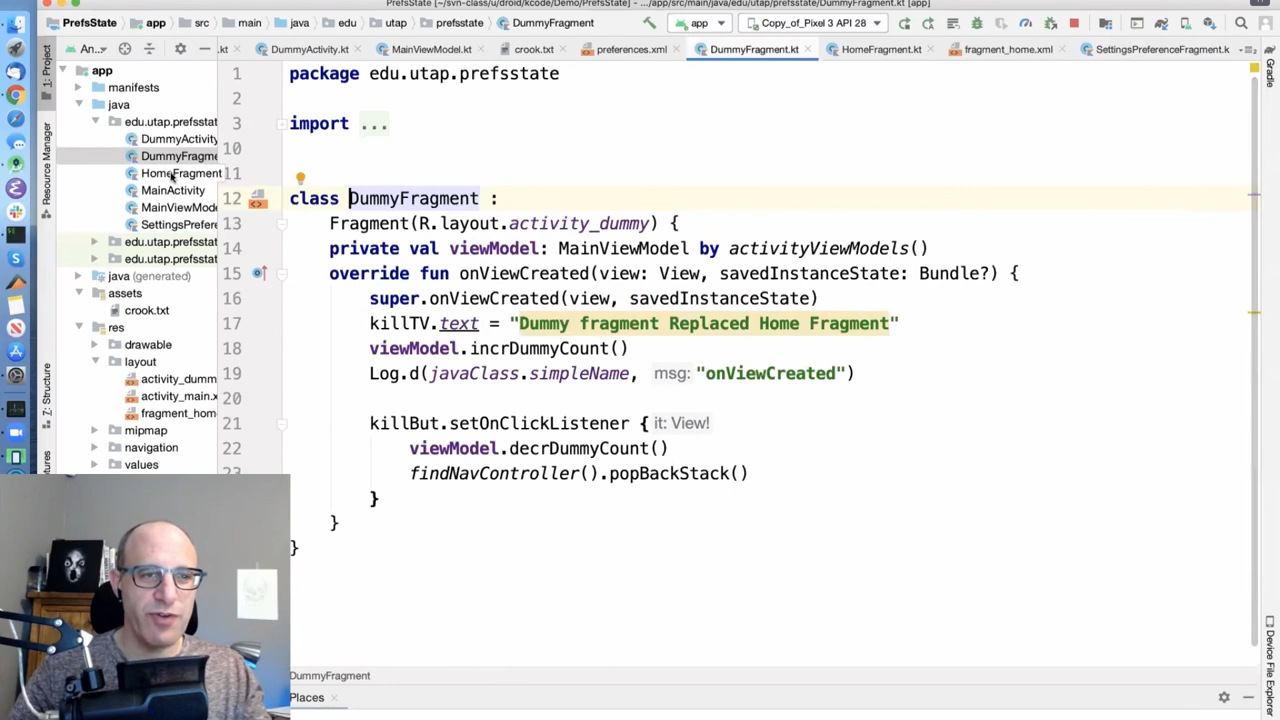 PrefsState [~/svn-class/u/droid/kcode/Demo/PrefsState] - .../app/src/main/java/edu/utap/prefsstate/DummyFragment.kt [app]
PrefsState app src main java edu utap prefsstate DummyFragment app Copy_of_Pixel 3 API 28
An... .kt DummyActivity.kt MainViewModel.kt crook.txt preferences.xml DummyFragment.kt HomeFragment.kt fragment_home.xml SettingsPreferenceFragment.k
1: Project
Resource Manager
7: Structure
Gradle
Device File Explorer
app
manifests
java
edu.utap.prefsstat
DummyActivity
DummyFragme
HomeFragment
MainActivity
MainViewMode
SettingsPrefere
edu.utap.prefsstat
edu.utap.prefsstat
java (generated)
assets
crook.txt
res
drawable
layout
activity_dumm
activity_main.x
fragment_hom
mipmap
navigation
values
1 package edu.utap.prefsstate
2
3 import ...
10
11
12 class DummyFragment :
13 Fragment(R.layout.activity_dummy) {
14 private val viewModel: MainViewModel by activityViewModels()
15 override fun onViewCreated(view: View, savedInstanceState: Bundle?) {
16 super.onViewCreated(view, savedInstanceState)
17 killTV.text = "Dummy fragment Replaced Home Fragment"
18 viewModel.incrDummyCount()
19 Log.d(javaClass.simpleName, msg: "onViewCreated")
20
21 killBut.setOnClickListener { it: View!
22 viewModel.decrDummyCount()
23 findNavController().popBackStack()
}
}
}
DummyFragment
Places